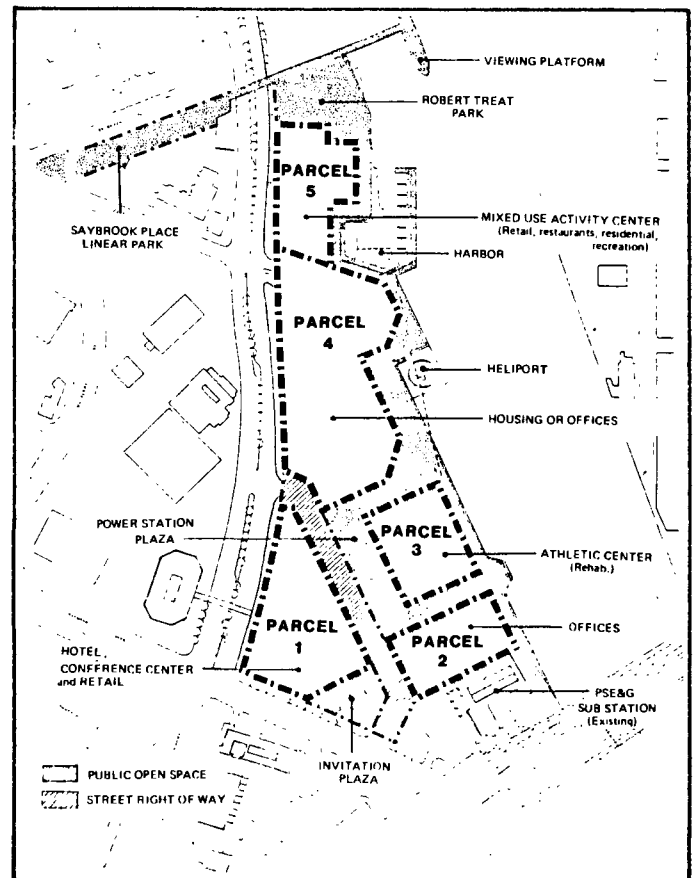 VIEWING PLATFORM
ROBERT TREAT
PARK
PARCEL
5
SAYBROOK PLACE
LINEAR PARK
MIXED USE ACTIVITY CENTER
(Retail, restaurants, residential,
recreation)
HARBOR
PARCEL
4
HELIPORT
HOUSING OR OFFICES
POWER STATION
PLAZA
PARCEL
3
ATHLETIC CENTER
(Rehab.)
PARCEL
1
PARCEL
2
OFFICES
HOTEL,
CONFERENCE CENTER
and RETAIL
PSE&G
SUB STATION
(Existing)
INVITATION
PLAZA
PUBLIC OPEN SPACE
STREET RIGHT OF WAY